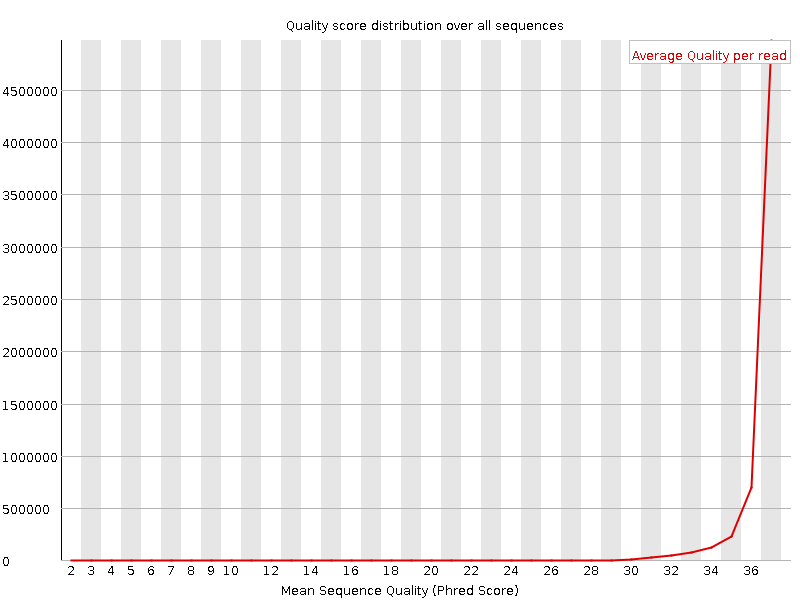 Quality score distribution over all sequences
Average Quality per read
4500000
4000000
3500000
3000000
2500000
2000000
1500000
1000000
500000
0
2 3 4 5 6 7 8 9 10 12 14 16 18 20 22 24 26 28 30 32 34 36
Mean Sequence Quality (Phred Score)